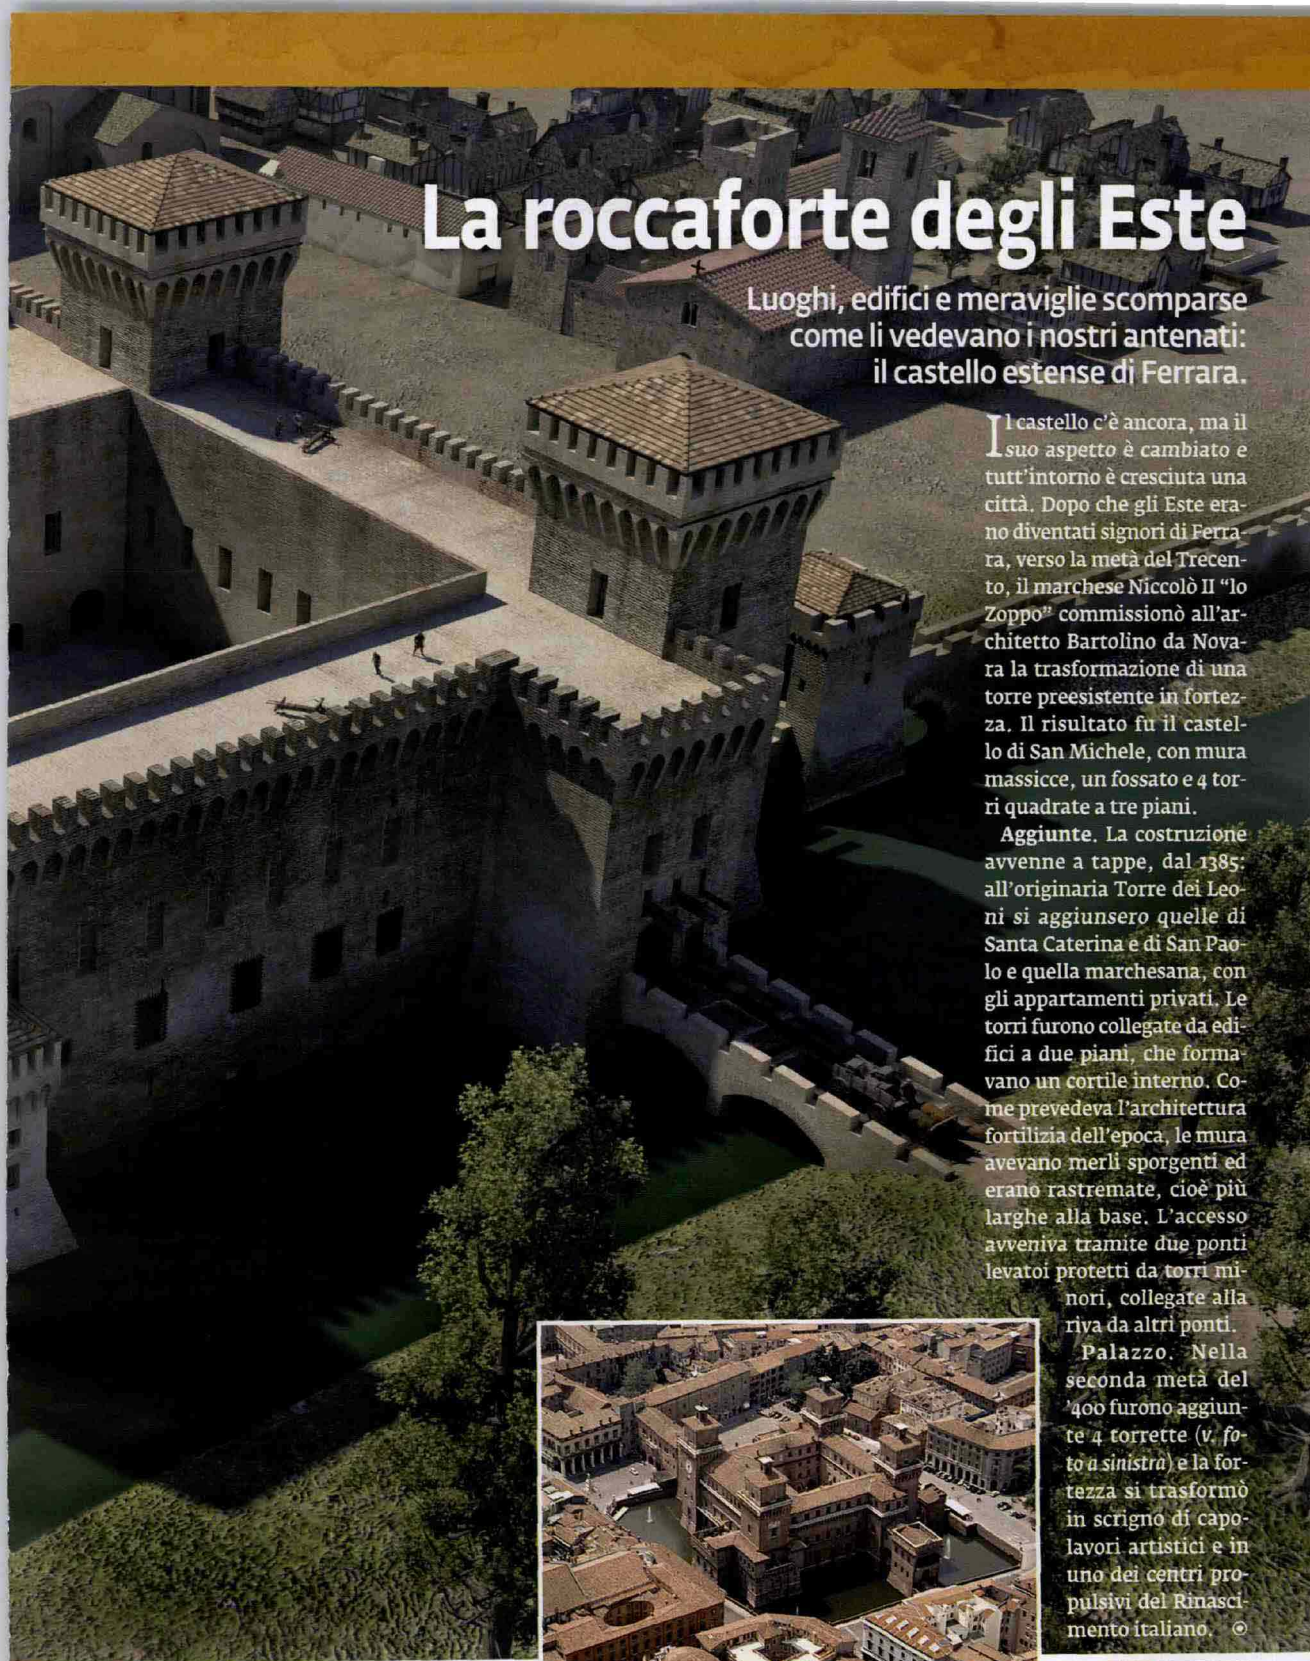 La roccaforte degli Este
Luoghi, edifici e meraviglie scomparse
come li vedevano i nostri antenati:
il castello estense di Ferrara.
Il castello c'è ancora, ma il
suo aspetto è cambiato e
tutt'intorno è cresciuta una
città. Dopo che gli Este era-
no diventati signori di Ferra-
ra, verso la metà del Trecen-
to, il marchese Niccolò II “lo
Zoppo” commissionò all'ar-
chitetto Bartolino da Nova-
ra la trasformazione di una
torre preesistente in fortez-
za. Il risultato fu il castel-
lo di San Michele, con mura
massicce, un fossato e 4 tor-
ri quadrate a tre piani.
Aggiunte. La costruzione
avvenne a tappe, dal 1385:
all'originaria Torre dei Leo-
ni si aggiunsero quelle di
Santa Caterina e di San Pao-
lo e quella marchesana, con
gli appartamenti privati. Le
torri furono collegate da edi-
fici a due piani, che forma-
vano un cortile interno. Co-
me prevedeva l'architettura
fortilizia dell'epoca, le mura
avevano merli sporgenti ed
erano rastremate, cioè più
larghe alla base. L'accesso
avveniva tramite due ponti
levatoi protetti da torri mi-
nori, collegate alla
riva da altri ponti.
Palazzo. Nella
seconda metà del
'400 furono aggiun-
te 4 torrette (v. fo-
to a sinistra) e la for-
tezza si trasformò
in scrigno di capo-
lavori artistici e in
uno dei centri pro-
pulsivi del Rinasci-
mento italiano.